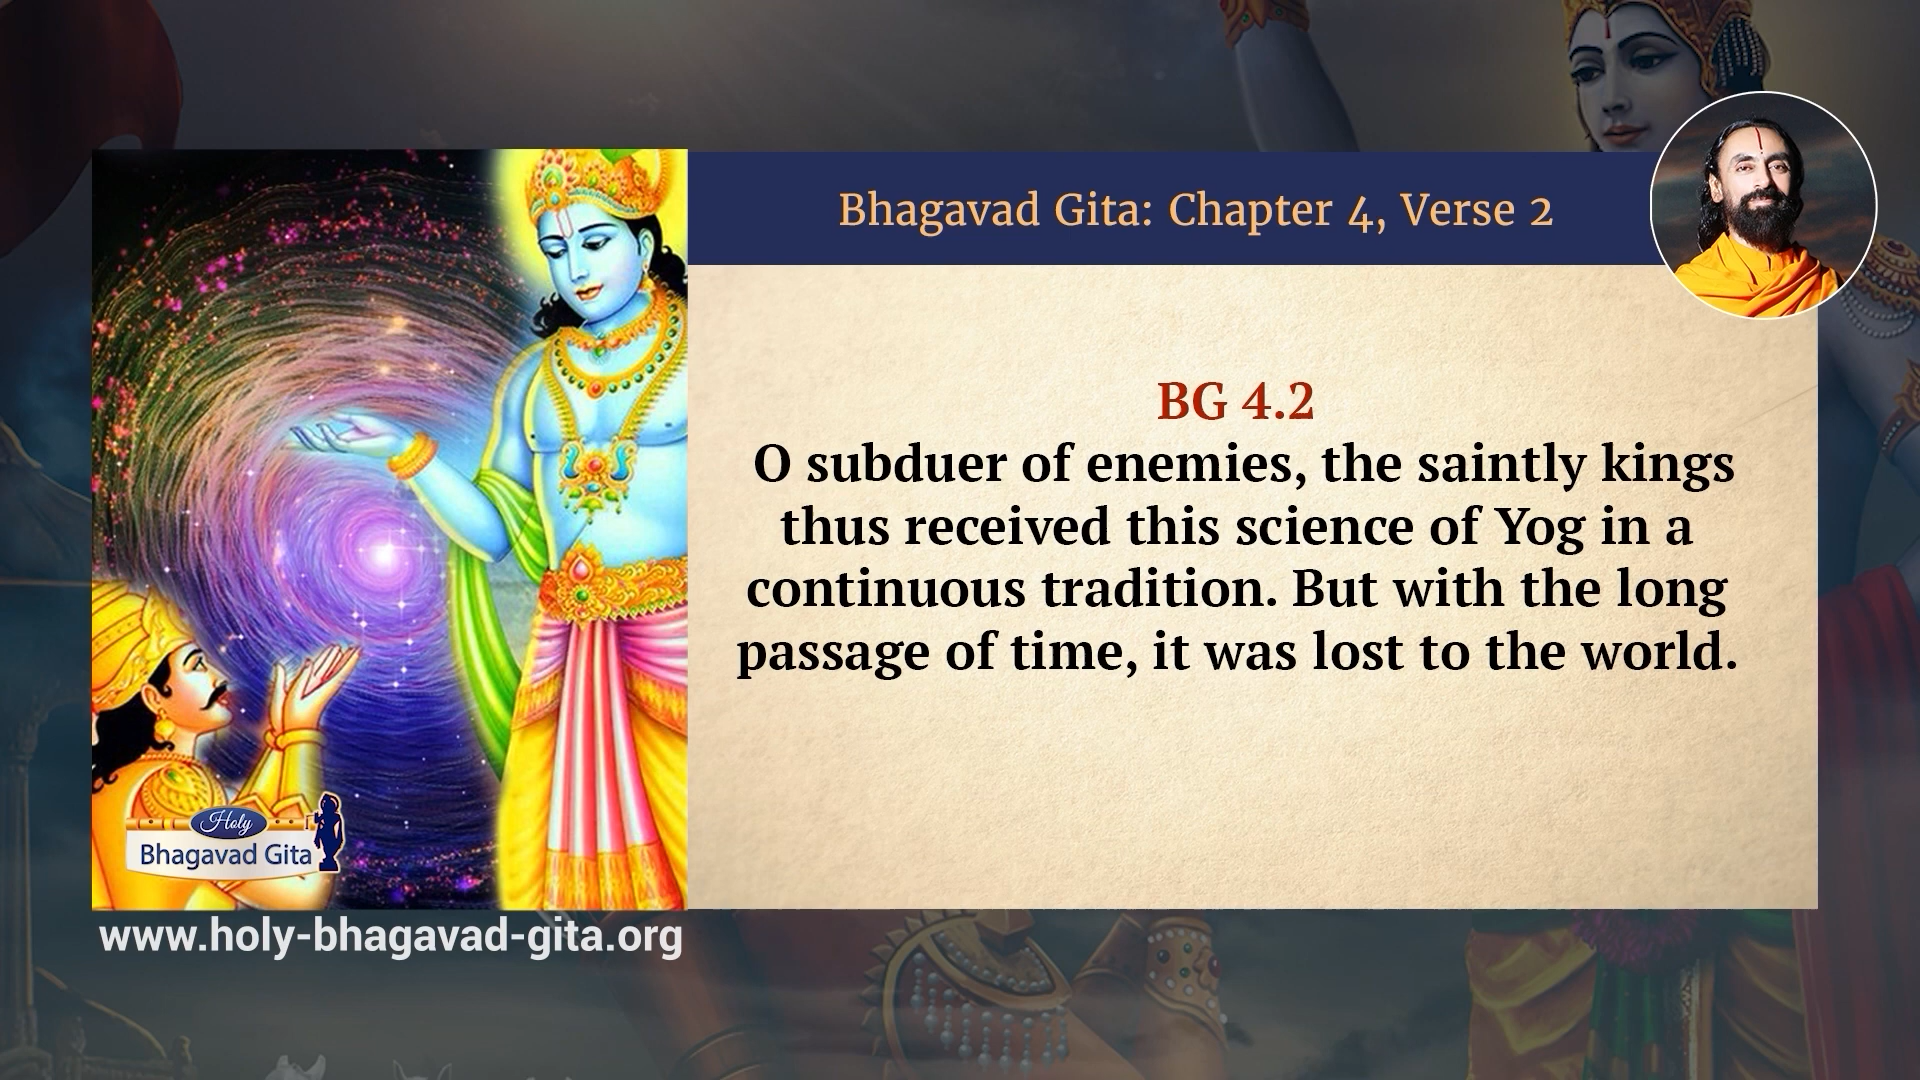 Bhagavad Gita: Chapter 4, Verse 2
BG 4.2
O subduer of enemies, the saintly kings
thus received this science of Yog in a
continuous tradition. But with the long
passage of time, it was lost to the world.
Holy
Bhagavad Gita
www.holy-bhagavad-gita.org